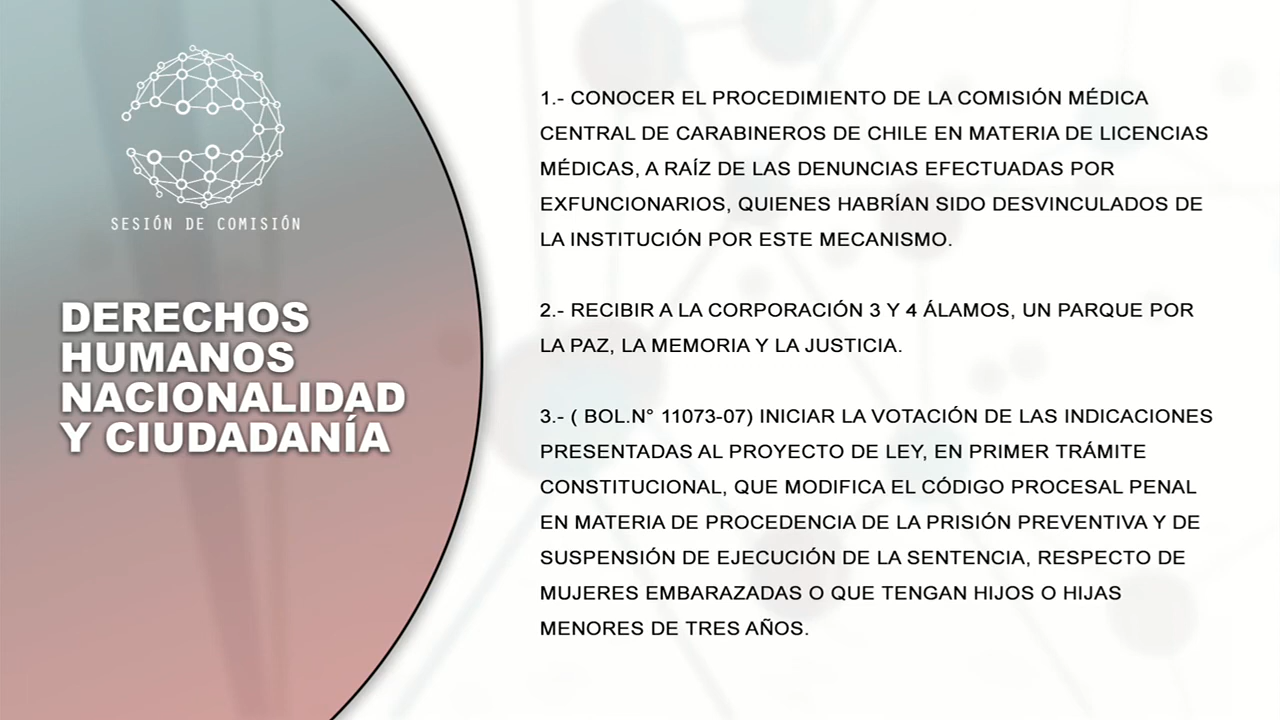 SESIÓN DE COMISIÓN
DERECHOS
HUMANOS
NACIONALIDAD
Y CIUDADANÍA
1.- CONOCER EL PROCEDIMIENTO DE LA COMISIÓN MÉDICA
CENTRAL DE CARABINEROS DE CHILE EN MATERIA DE LICENCIAS
MÉDICAS, A RAÍZ DE LAS DENUNCIAS EFECTUADAS POR
EXFUNCIONARIOS, QUIENES HABRÍAN SIDO DESVINCULADOS DE
LA INSTITUCIÓN POR ESTE MECANISMO.
2.- RECIBIR A LA CORPORACIÓN 3 Y 4 ÁLAMOS, UN PARQUE POR
LA PAZ, LA MEMORIA Y LA JUSTICIA.
3.- ( BOL.N° 11073-07) INICIAR LA VOTACIÓN DE LAS INDICACIONES
PRESENTADAS AL PROYECTO DE LEY, EN PRIMER TRÁMITE
CONSTITUCIONAL, QUE MODIFICA EL CÓDIGO PROCESAL PENAL
EN MATERIA DE PROCEDENCIA DE LA PRISIÓN PREVENTIVA Y DE
SUSPENSIÓN DE EJECUCIÓN DE LA SENTENCIA, RESPECTO DE
MUJERES EMBARAZADAS O QUE TENGAN HIJOS O HIJAS
MENORES DE TRES AÑOS.